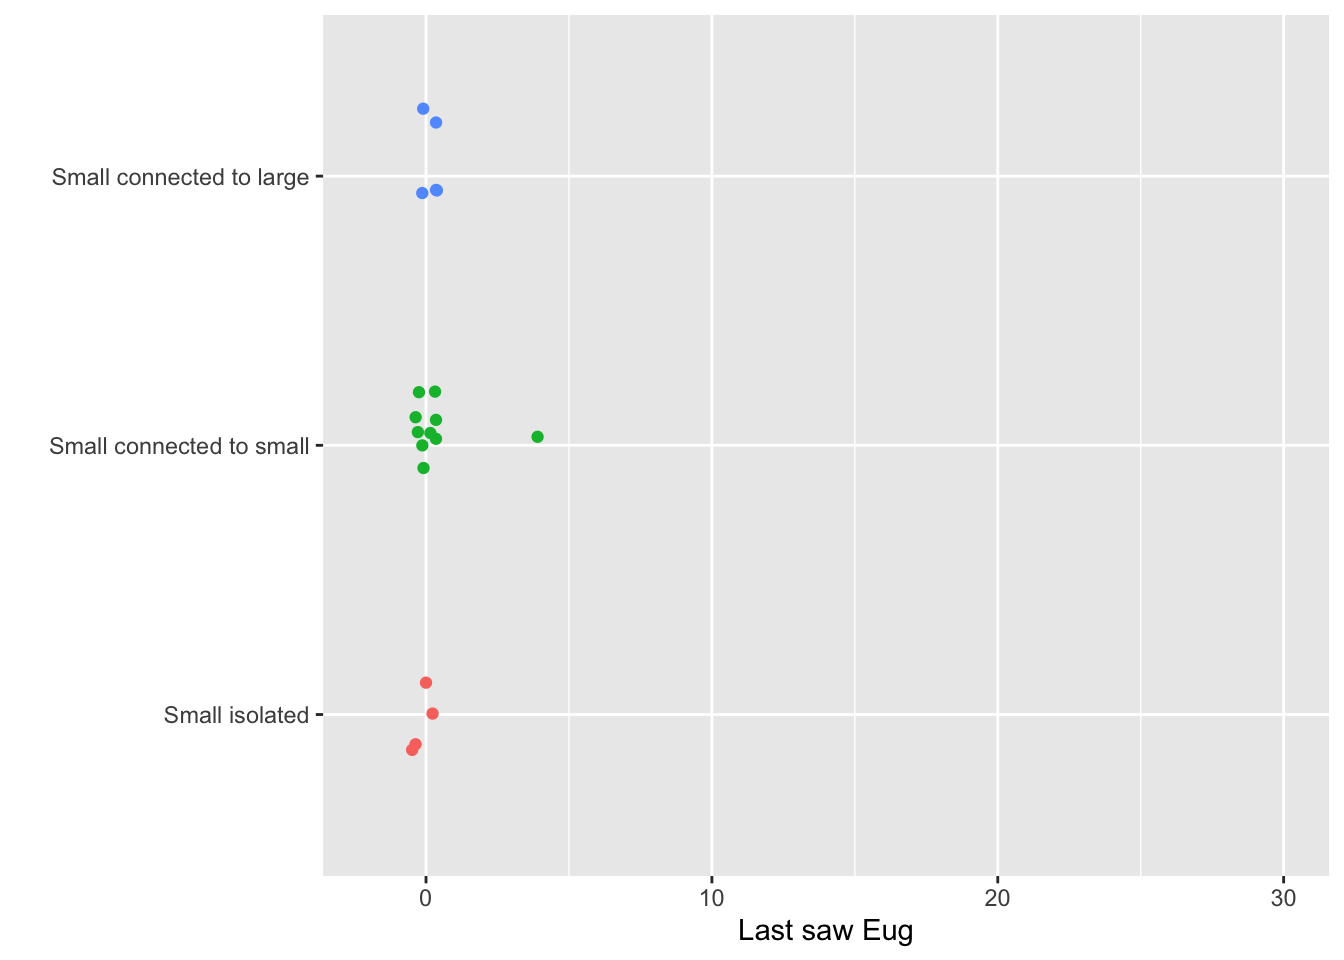 Small connected to large
Small connected to small
Small isolated
0 10 20 30
Last saw Eug